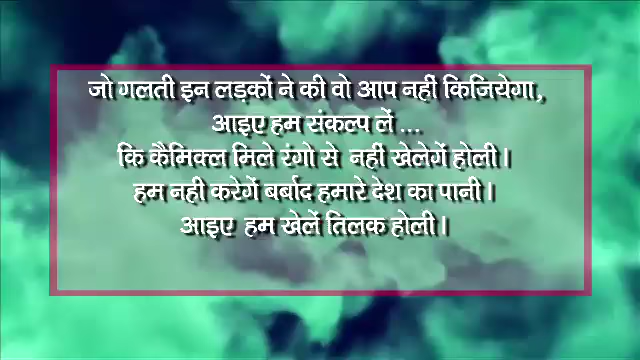 जो गलती इन लड़कों ने की वो आप नहीं किजियेगा,
आइए हम संकल्प लें ...
कि कैमिक्ल मिले रंगो से नहीं खेलेगें होली।
हम नही करेगें बर्बाद हमारे देश का पानी।
आइए हम खेलें तिलक होली।